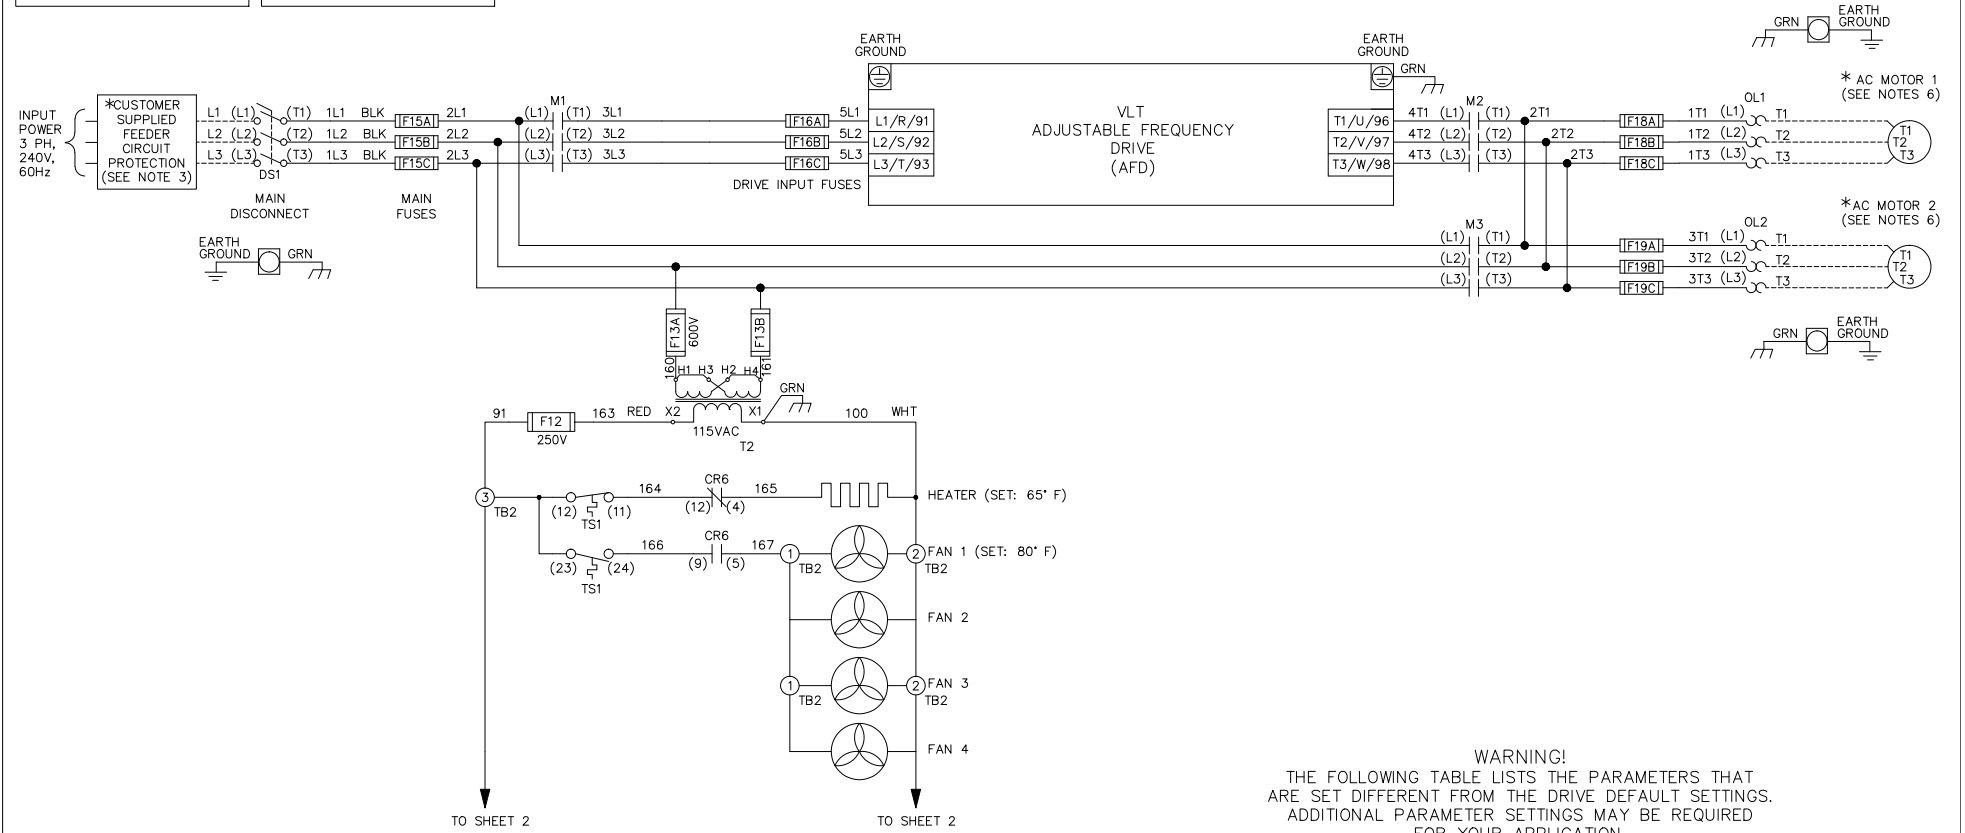 EARTH
GROUND
GRN
EARTH
GROUND
EARTH
GROUND
GRN
* AC MOTOR 1
(SEE NOTES 6)
INPUT
POWER
3 PH,
240V,
60Hz
*CUSTOMER
SUPPLIED
FEEDER
CIRCUIT
PROTECTION
(SEE NOTE 3)
L1 (L1) (T1) 1L1 BLK F15A 2L1 (L1) M1 (T1) 3L1 F16A 5L1 L1/R/91
L2 (L2) (T2) 1L2 BLK F15B 2L2 (L2) (T2) 3L2 F16B 5L2 L2/S/92
L3 (L3) (T3) 1L3 BLK F15C 2L3 (L3) (T3) 3L3 F16C 5L3 L3/T/93
DS1
MAIN
DISCONNECT
MAIN
FUSES
DRIVE INPUT FUSES
VLT
ADJUSTABLE FREQUENCY
DRIVE
(AFD)
T1/U/96 4T1 (L1) M2 (T1) 2T1 F18A 1T1 (L1) OL1 T1
T2/V/97 4T2 (L2) (T2) 2T2 F18B 1T2 (L2) T2
T3/W/98 4T3 (L3) (T3) 2T3 F18C 1T3 (L3) T3
T1
T2
T3
EARTH
GROUND
GRN
*AC MOTOR 2
(SEE NOTES 6)
(L1) M3 (T1) F19A 3T1 (L1) OL2 T1
(L2) (T2) F19B 3T2 (L2) T2
(L3) (T3) F19C 3T3 (L3) T3
T1
T2
T3
GRN
EARTH
GROUND
F13A
600V
F13B
160
161
H1 H3 H2 H4
GRN
91 F12 163 RED X2 X1 100 WHT
250V
115VAC
T2
3
TB2
(12) (11)
TS1
164
CR6
(12) (4)
165
HEATER (SET: 65° F)
(23) (24)
TS1
166
CR6
(9) (5)
167
1
TB2
2
TB2
FAN 1 (SET: 80° F)
FAN 2
1
TB2
2
TB2
FAN 3
FAN 4
TO SHEET 2
TO SHEET 2
WARNING!
THE FOLLOWING TABLE LISTS THE PARAMETERS THAT
ARE SET DIFFERENT FROM THE DRIVE DEFAULT SETTINGS.
ADDITIONAL PARAMETER SETTINGS MAY BE REQUIRED
FOR YOUR APPLICATION